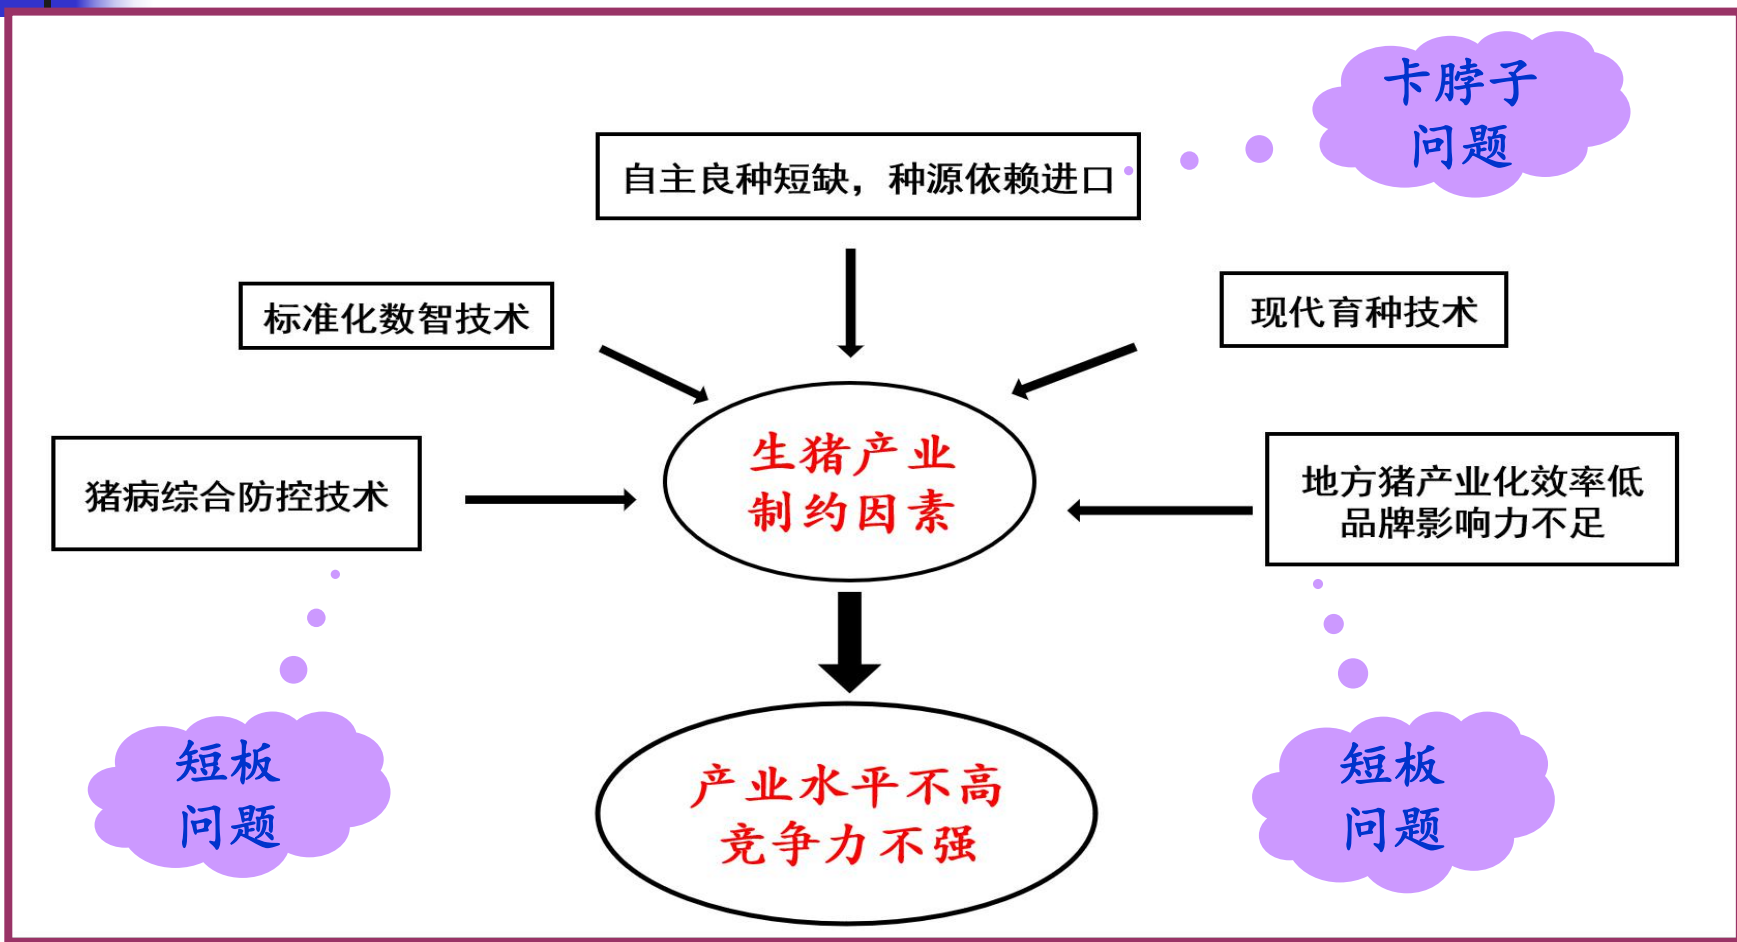 卡脖子
问题
自主良种短缺，种源依赖进口
标准化数智技术
现代育种技术
生猪产业
制约因素
猪病综合防控技术
地方猪产业化效率低
品牌影响力不足
短板
问题
产业水平不高
竞争力不强
短板
问题